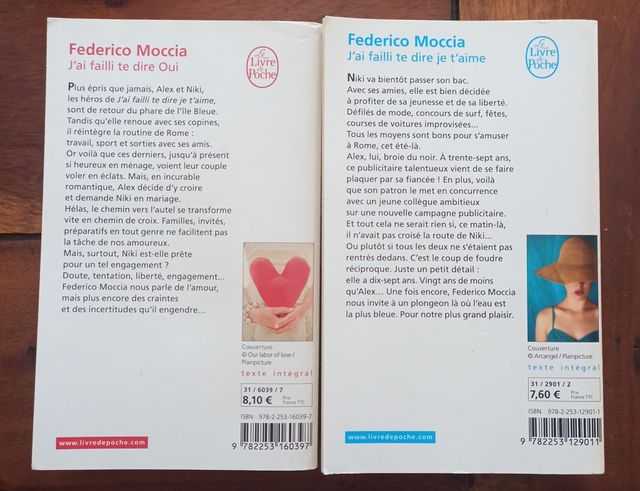 Federico Moccia
J'ai failli te dire Oui
Le
Livre
de
Poche
Plus épris que jamais, Alex et Niki,
les héros de J'ai failli te dire je t'aime,
sont de retour du phare de l'île Bleue.
Tandis qu'elle renoue avec ses copines,
il réintègre la routine de Rome :
travail, sport et sorties avec ses amis.
Or voilà que ces derniers, jusqu'à présent
si heureux en ménage, voient leur couple
voler en éclats. Mais, en incurable
romantique, Alex décide d'y croire
et demande Niki en mariage.
Hélas, le chemin vers l'autel se transforme
vite en chemin de croix. Familles, invités,
préparatifs en tout genre ne facilitent pas
la tâche de nos amoureux.
Mais, surtout, Niki est-elle prête
pour un tel engagement ?
Doute, tentation, liberté, engagement...
Federico Moccia nous parle de l'amour,
mais plus encore des craintes
et des incertitudes qu'il engendre...
Couverture
© Our labor of love /
Plainpicture
texte intégral
31 / 6039 / 7
8,10 € Prix
France TTC
ISBN : 978-2-253-16039-7
www.livredepoche.com
9 782253 160397
Federico Moccia
J'ai failli te dire je t'aime
Le
Livre
de
Poche
Niki va bientôt passer son bac.
Avec ses amies, elle est bien décidée
à profiter de sa jeunesse et de sa liberté.
Défilés de mode, concours de surf, fêtes,
courses de voitures improvisées...
Tous les moyens sont bons pour s'amuser
à Rome, cet été-là.
Alex, lui, broie du noir. À trente-sept ans,
ce publicitaire talentueux vient de se faire
plaquer par sa fiancée ! En plus, voilà
que son patron le met en concurrence
avec un jeune collègue ambitieux
sur une nouvelle campagne publicitaire.
Et tout cela ne serait rien si, ce matin-là,
il n'avait pas croisé la route de Niki...
Ou plutôt si tous les deux ne s'étaient pas
rentrés dedans. C'est le coup de foudre
réciproque. Juste un petit détail :
elle a dix-sept ans. Vingt ans de moins
qu'Alex... Une fois encore, Federico Moccia
nous invite à un plongeon là où l'eau est
la plus bleue. Pour notre plus grand plaisir.
Couverture
© Arcangel / Plainpicture
texte intégral
31 / 2901 / 2
7,60 € Prix
France TTC
ISBN : 978-2-253-12901-1
www.livredepoche.com
9 782253 129011